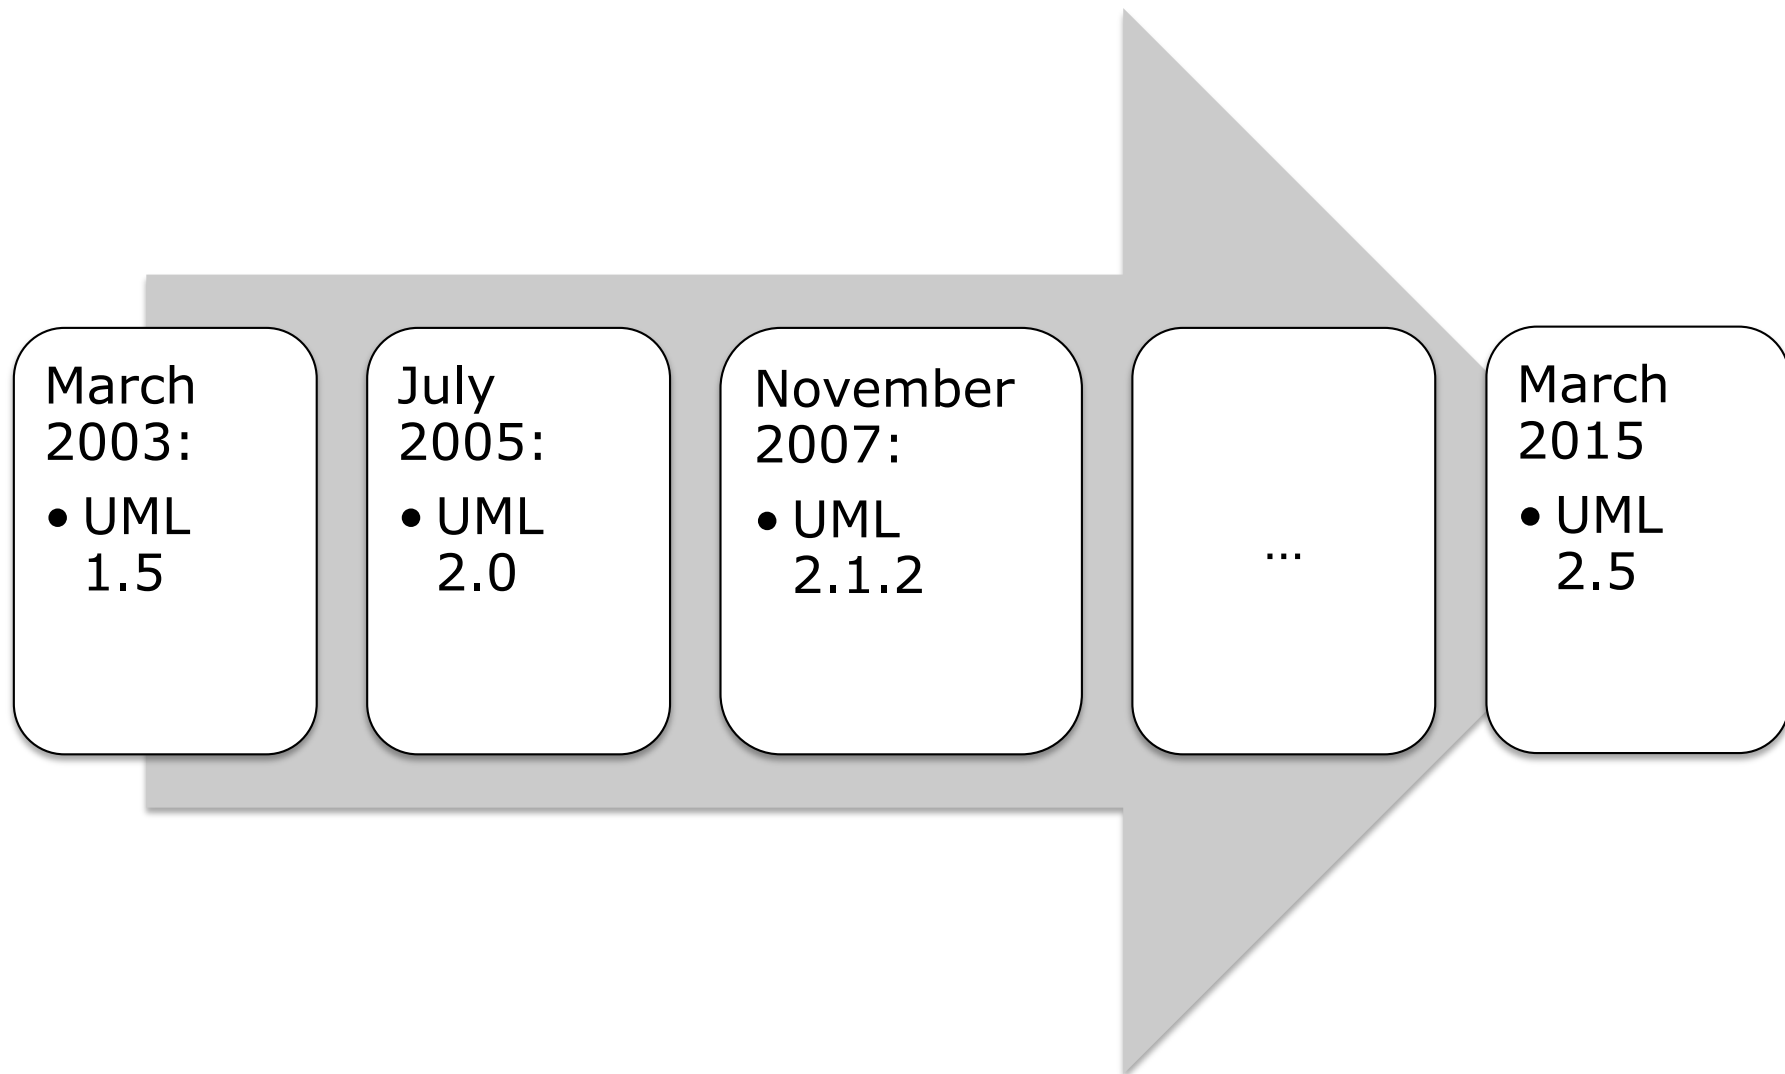 March
2003:
• UML
1.5
July
2005:
• UML
2.0
November
2007:
• UML
2.1.2
...
March
2015
• UML
2.5